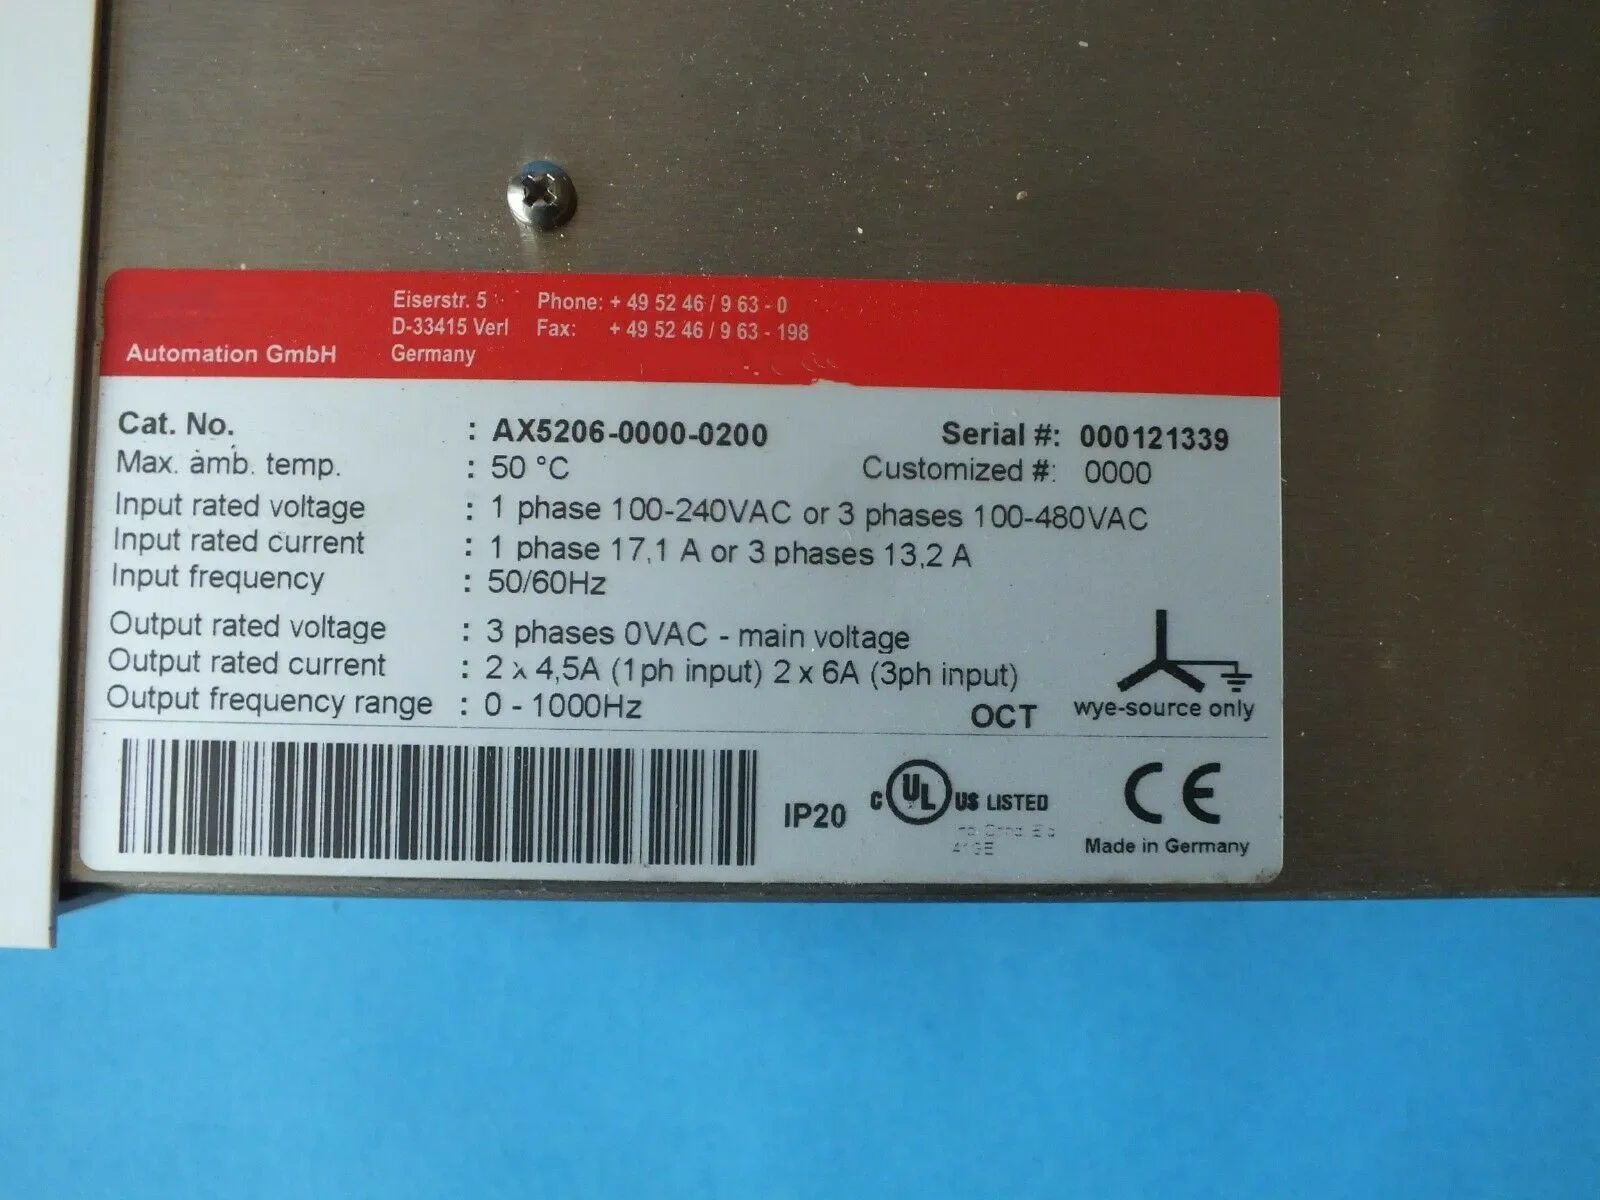 Eiserstr. 5 Phone: + 49 52 46 / 9 63 - 0
D-33415 Verl Fax: + 49 52 46 / 9 63 - 198
Automation GmbH Germany
Cat. No. : AX5206-0000-0200 Serial #: 000121339
Max. amb. temp. : 50 °C Customized #: 0000
Input rated voltage : 1 phase 100-240VAC or 3 phases 100-480VAC
Input rated current : 1 phase 17,1 A or 3 phases 13,2 A
Input frequency : 50/60Hz
Output rated voltage : 3 phases 0VAC - main voltage
Output rated current : 2 x 4,5A (1ph input) 2 x 6A (3ph input)
Output frequency range : 0 - 1000Hz
OCT wye-source only
IP20 C UL US LISTED CE
Made in Germany